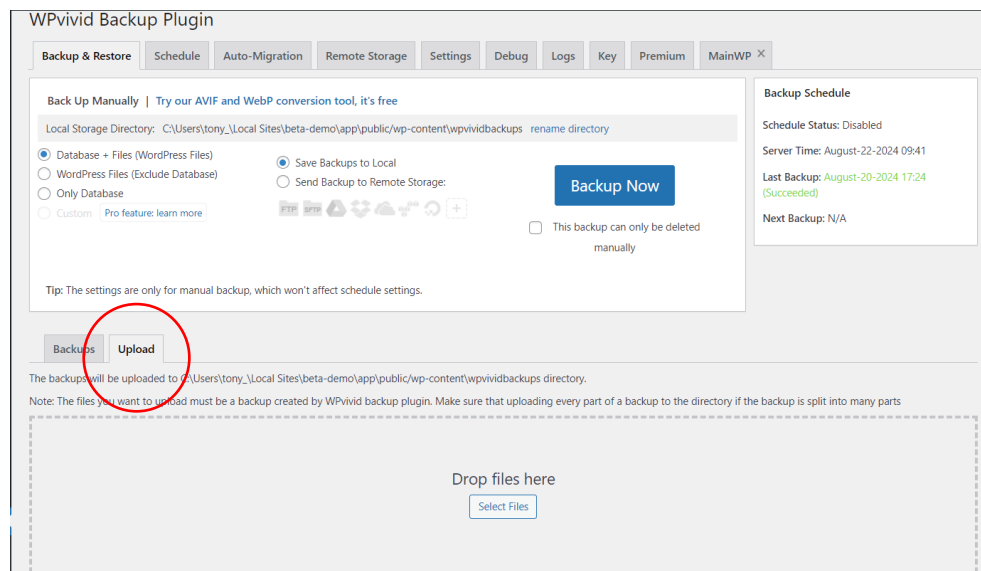 WPvivid Backup Plugin
Backup & Restore Schedule Auto-Migration Remote Storage Settings Debug Logs Key Premium MainWP ×
Back Up Manually | Try our AVIF and WebP conversion tool, it's free
Local Storage Directory: C:\Users\tony_\Local Sites\beta-demo\app\public/wp-content\wpvividbackups rename directory
Database + Files (WordPress Files)
WordPress Files (Exclude Database)
Only Database
Custom Pro feature: learn more
Save Backups to Local
Send Backup to Remote Storage:
FTP SFTP
Backup Now
This backup can only be deleted
manually
Tip: The settings are only for manual backup, which won't affect schedule settings.
Backup Schedule
Schedule Status: Disabled
Server Time: August-22-2024 09:41
Last Backup: August-20-2024 17:24
(Succeeded)
Next Backup: N/A
Backups Upload
The backups will be uploaded to C:\Users\tony_\Local Sites\beta-demo\app\public/wp-content\wpvividbackups directory.
Note: The files you want to upload must be a backup created by WPvivid backup plugin. Make sure that uploading every part of a backup to the directory if the backup is split into many parts
Drop files here
Select Files